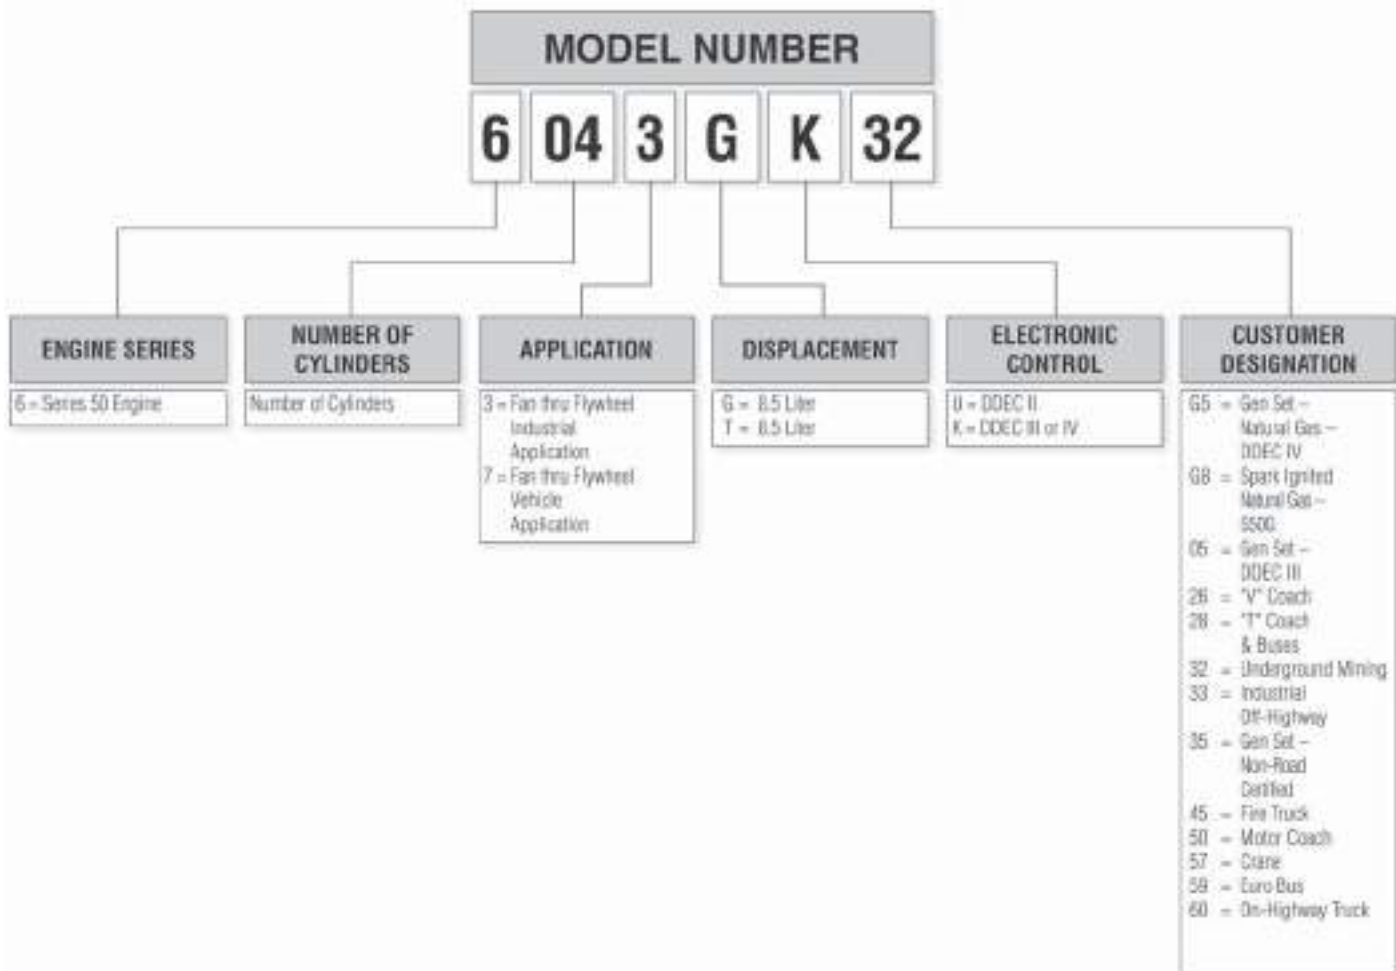 MODEL NUMBER
6 04 3 G K 32
ENGINE SERIES
6 = Series 50 Engine
NUMBER OF
CYLINDERS
Number of Cylinders
APPLICATION
3 = Fan thru Flywheel
Industrial
Application
7 = Fan thru Flywheel
Vehicle
Application
DISPLACEMENT
G = 8.5 Liter
T = 8.5 Liter
ELECTRONIC
CONTROL
U = DDEC II
K = DDEC III or IV
CUSTOMER
DESIGNATION
G5 = Gen Set –
Natural Gas –
DDEC IV
G8 = Spark Ignited
Natural Gas –
S50G
05 = Gen Set –
DDEC III
26 = "V" Coach
28 = "T" Coach
& Buses
32 = Underground Mining
33 = Industrial
Off-Highway
35 = Gen Set –
Non-Road
Certified
45 = Fire Truck
50 = Motor Coach
57 = Crane
59 = Euro Bus
60 = On-Highway Truck